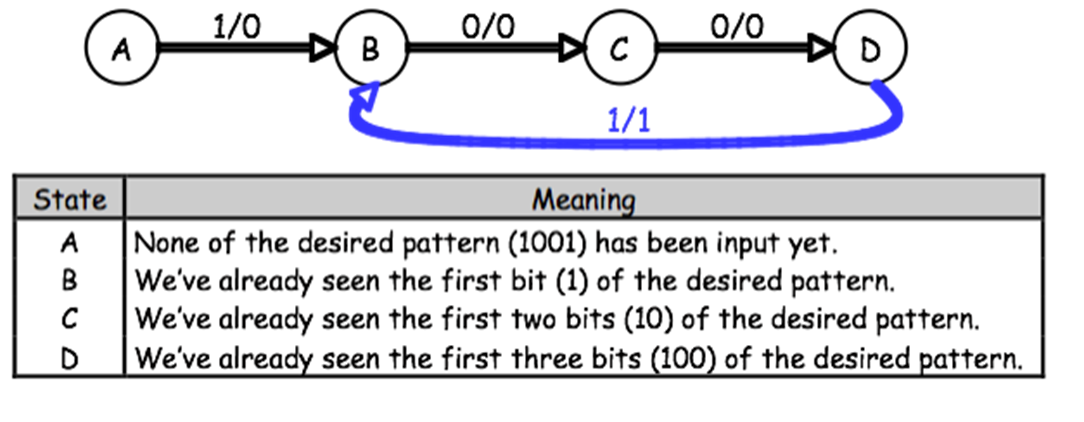 1/0 0/0 0/0
A B C D
1/1
State Meaning
A None of the desired pattern (1001) has been input yet.
B We've already seen the first bit (1) of the desired pattern.
C We've already seen the first two bits (10) of the desired pattern.
D We've already seen the first three bits (100) of the desired pattern.